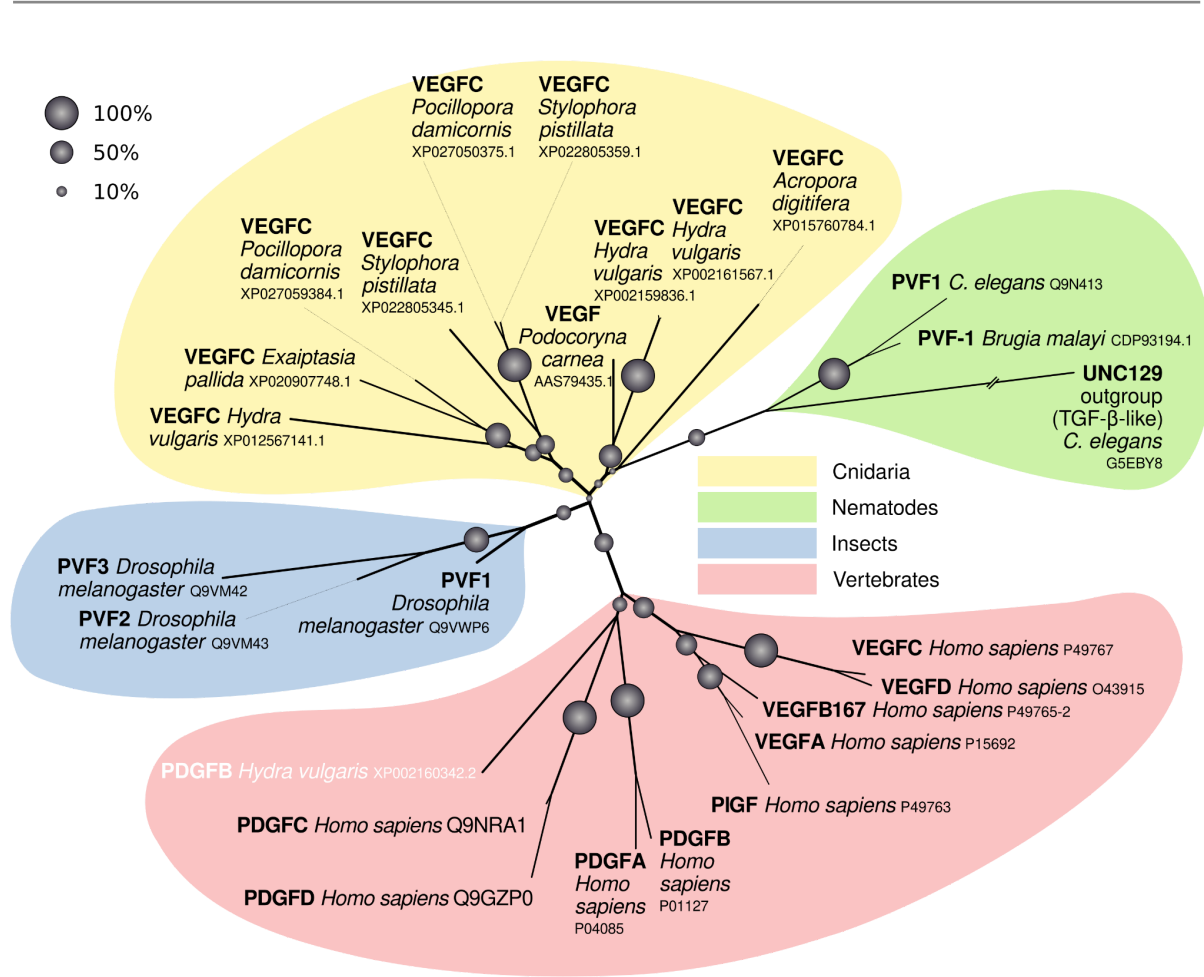 100%
50%
10%
VEGFC
Pocillopora
damicornis
XP027050375.1
VEGFC
Stylophora
pistillata
XP022805359.1
VEGFC
Acropora
digitifera
XP015760784.1
VEGFC
Pocillopora
damicornis
XP027059384.1
VEGFC
Stylophora
pistillata
XP022805345.1
VEGFC
Hydra
vulgaris
XP002159836.1
VEGFC
Hydra
vulgaris
XP002161567.1
VEGF
Podocoryna
carnea
AAS79435.1
VEGFC Exaiptasia
pallida XP020907748.1
VEGFC Hydra
vulgaris XP012567141.1
PVF1 C. elegans Q9N413
PVF-1 Brugia malayi CDP93194.1
UNC129
outgroup
(TGF-β-like)
C. elegans
G5EBY8
Cnidaria
Nematodes
Insects
Vertebrates
PVF3 Drosophila
melanogaster Q9VM42
PVF2 Drosophila
melanogaster Q9VM43
PVF1
Drosophila
melanogaster Q9VWP6
VEGFC Homo sapiens P49767
VEGFD Homo sapiens O43915
VEGFB167 Homo sapiens P49765-2
VEGFA Homo sapiens P15692
PlGF Homo sapiens P49763
PDGFB Hydra vulgaris XP002160342.2
PDGFC Homo sapiens Q9NRA1
PDGFD Homo sapiens Q9GZP0
PDGFA
Homo
sapiens
P04085
PDGFB
Homo
sapiens
P01127